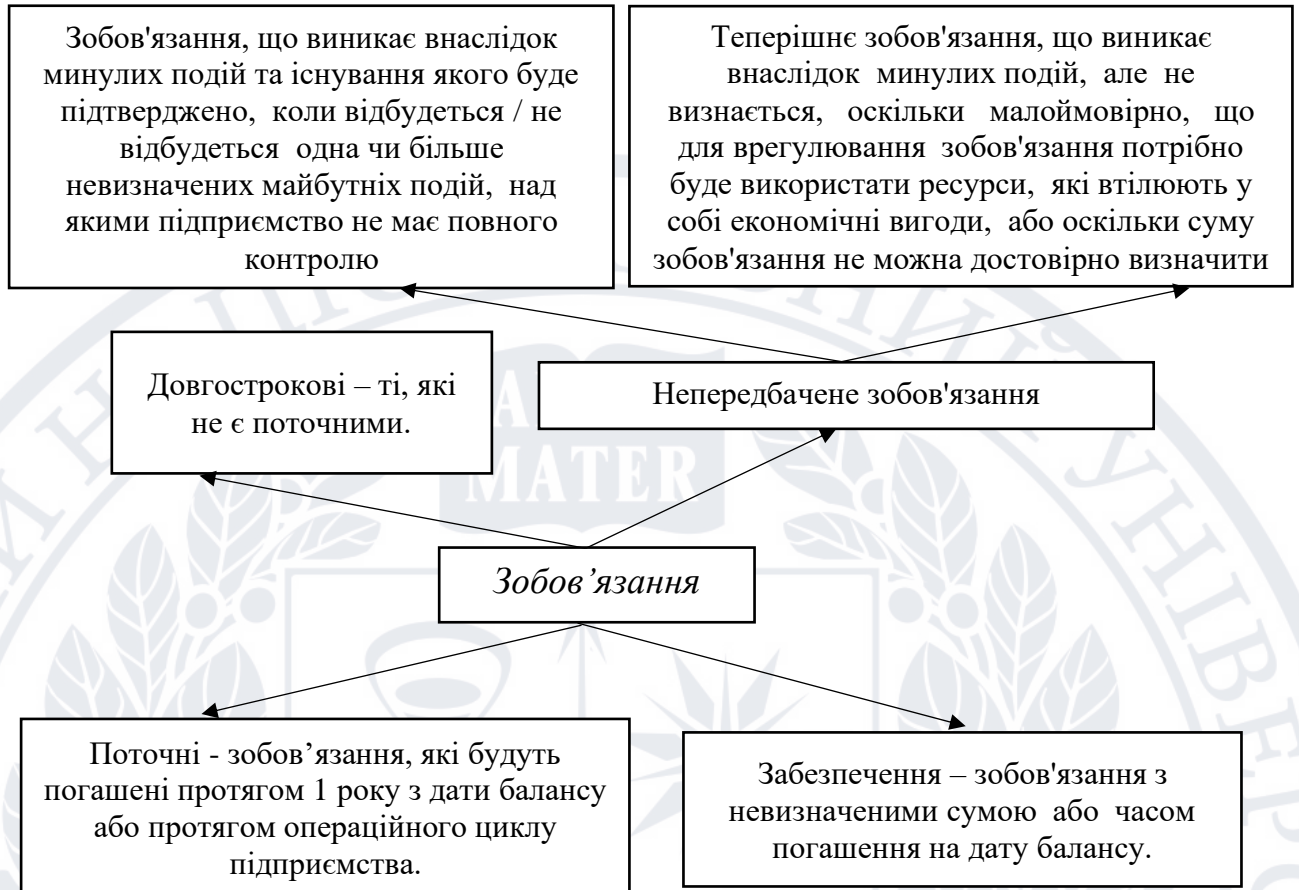 Зобов'язання, що виникає внаслідок
минулих подій та існування якого буде
підтверджено, коли відбудеться / не
відбудеться одна чи більше
невизначених майбутніх подій, над
якими підприємство не має повного
контролю
Теперішнє зобов'язання, що виникає
внаслідок минулих подій, але не
визнається, оскільки малоймовірно, що
для врегулювання зобов'язання потрібно
буде використати ресурси, які втілюють у
собі економічні вигоди, або оскільки суму
зобов'язання не можна достовірно визначити
Довгострокові – ті, які
не є поточними.
Непередбачене зобов'язання
MATER
Зобов’язання
Поточні - зобов’язання, які будуть
погашені протягом 1 року з дати балансу
або протягом операційного циклу
підприємства.
Забезпечення – зобов'язання з
невизначеними сумою або часом
погашення на дату балансу.